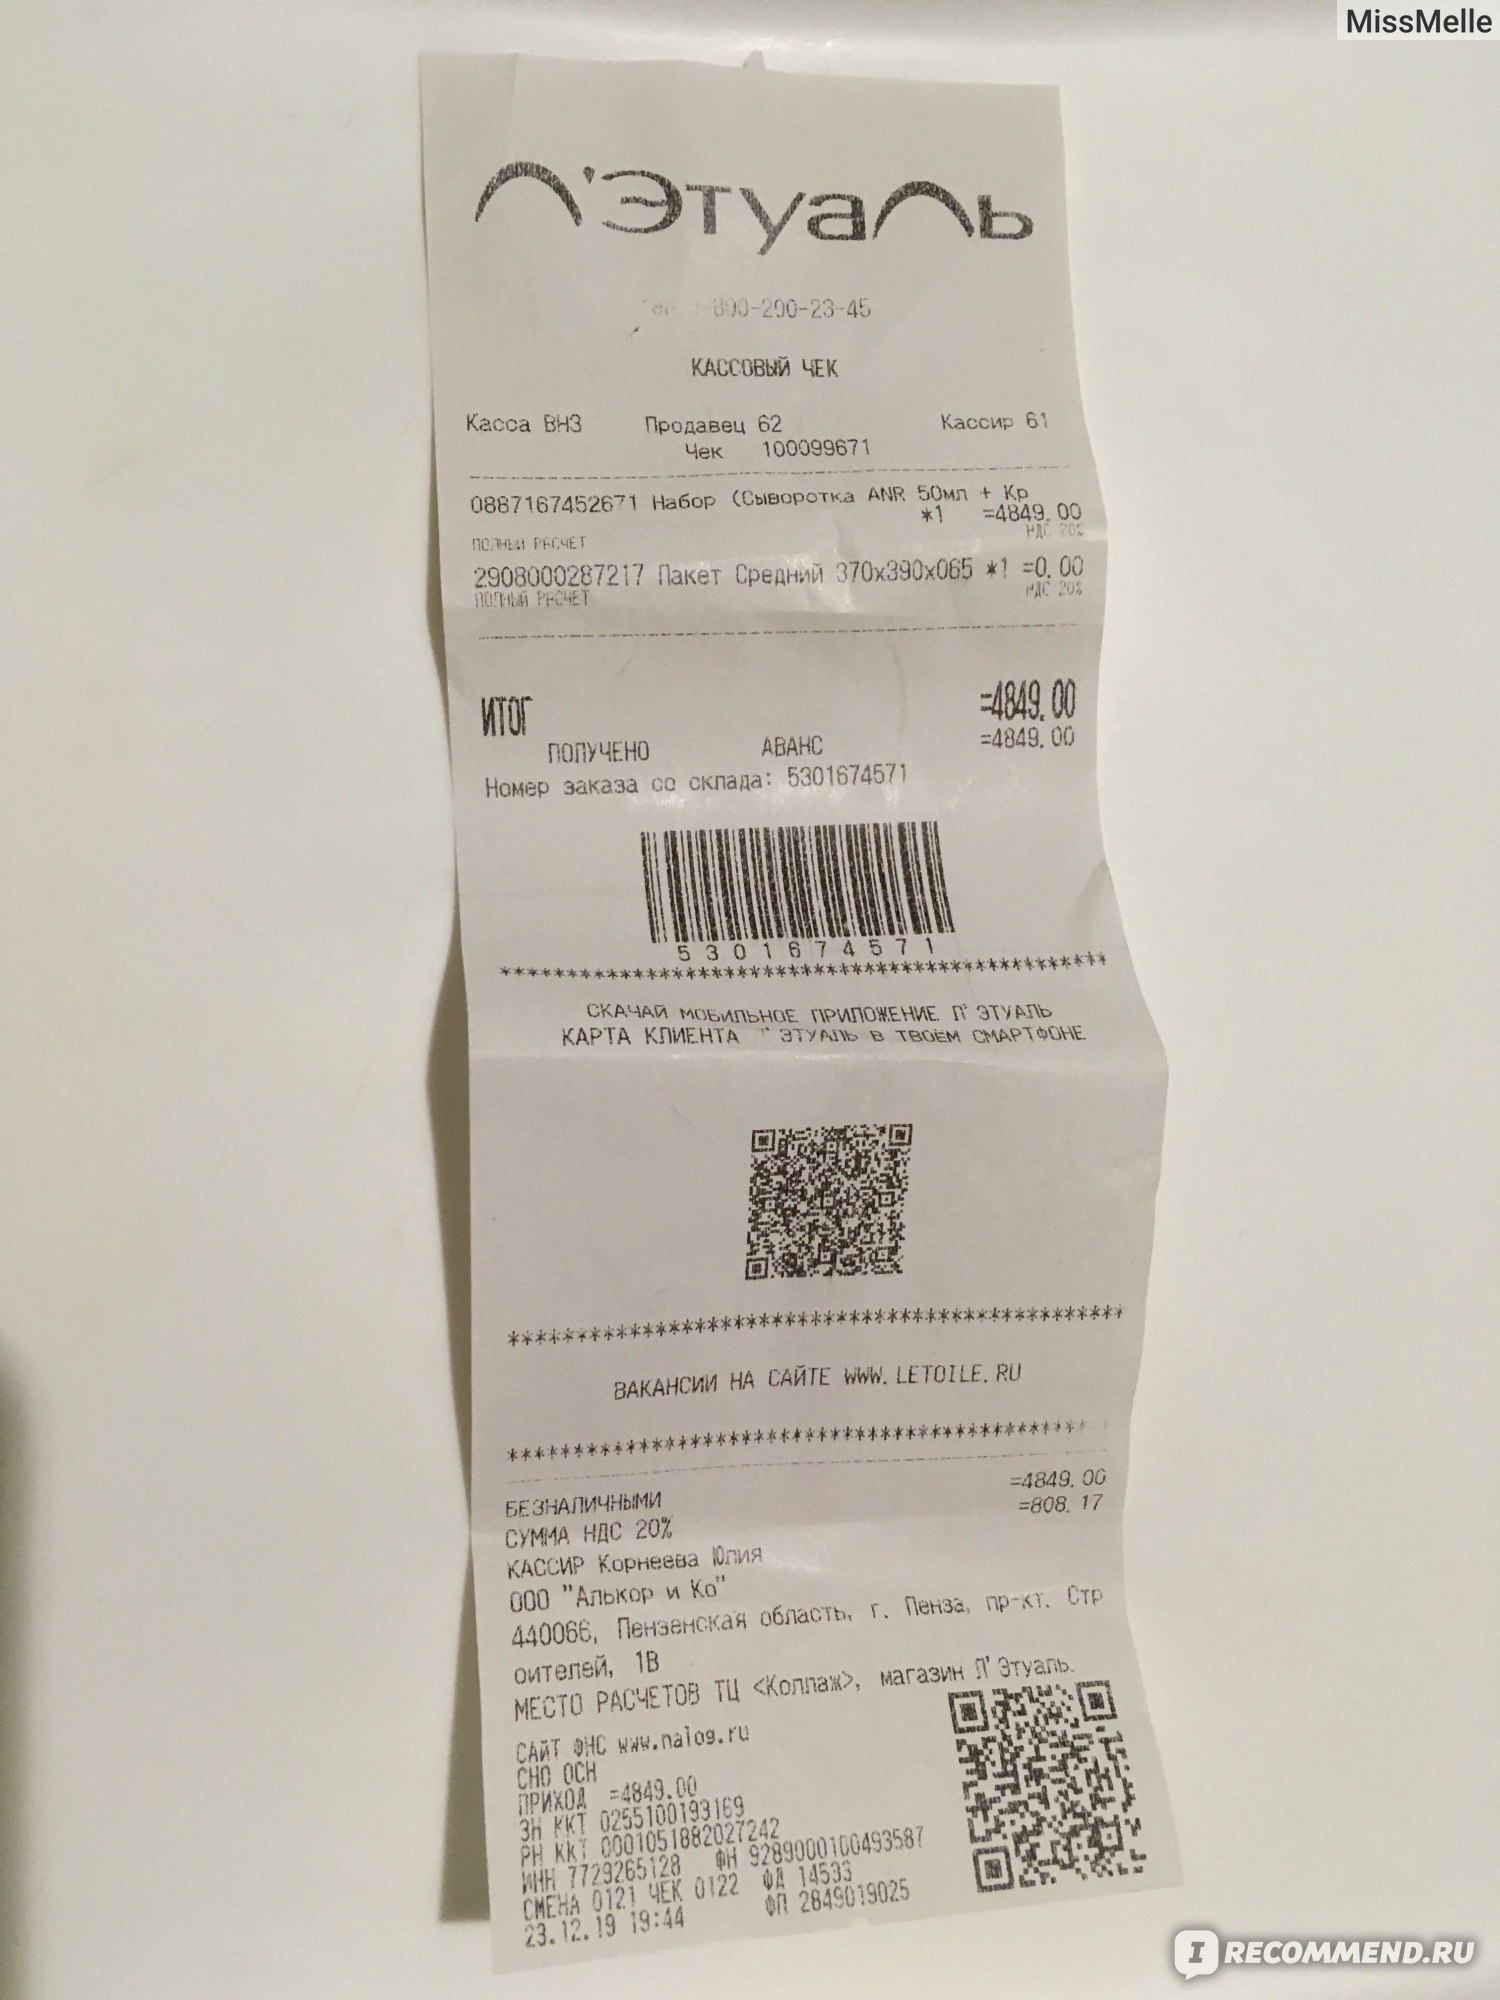 MissMelle
Л'Этуаль
800-200-23-45
КАССОВЫЙ ЧЕК
Касса ВН3 Продавец 62 Кассир 61
Чек 100099671
0887167452671 Набор (Сыворотка ANR 50мл + Кр
*1 =4849.00
НДС 20%
ПОЛНЫЙ РАСЧЕТ
2908000287217 Пакет Средний 370x390x065 *1 =0.00
НДС 20%
ПОЛНЫЙ РАСЧЕТ
ИТОГ =4849.00
ПОЛУЧЕНО АВАНС =4849.00
Номер заказа со склада: 5301674571
5301674571
*********************************************
СКАЧАЙ МОБИЛЬНОЕ ПРИЛОЖЕНИЕ Л'ЭТУАЛЬ
КАРТА КЛИЕНТА ЭТУАЛЬ В ТВОЕМ СМАРТФОНЕ
*********************************************
ВАКАНСИИ НА САЙТЕ WWW.LETOILE.RU
*********************************************
БЕЗНАЛИЧНЫМИ =4849.00
СУММА НДС 20% =808.17
КАССИР Корнеева Юлия
ООО "Алькор и Ко"
440066, Пензенская область, г. Пенза, пр-кт. Стр
оителей, 1В
МЕСТО РАСЧЕТОВ ТЦ <Коллаж>, магазин Л'Этуаль.
САЙТ ФНС www.nalog.ru
СНО ОСН
ПРИХОД =4849.00
ЗН ККТ 0255100193169
РН ККТ 0001051882027242
ИНН 7729265128 ФН 9289000100493587
СМЕНА 0121 ЧЕК 0122 ФД 14533
23.12.19 19:44 ФП 2849019025
I RECOMMEND.RU